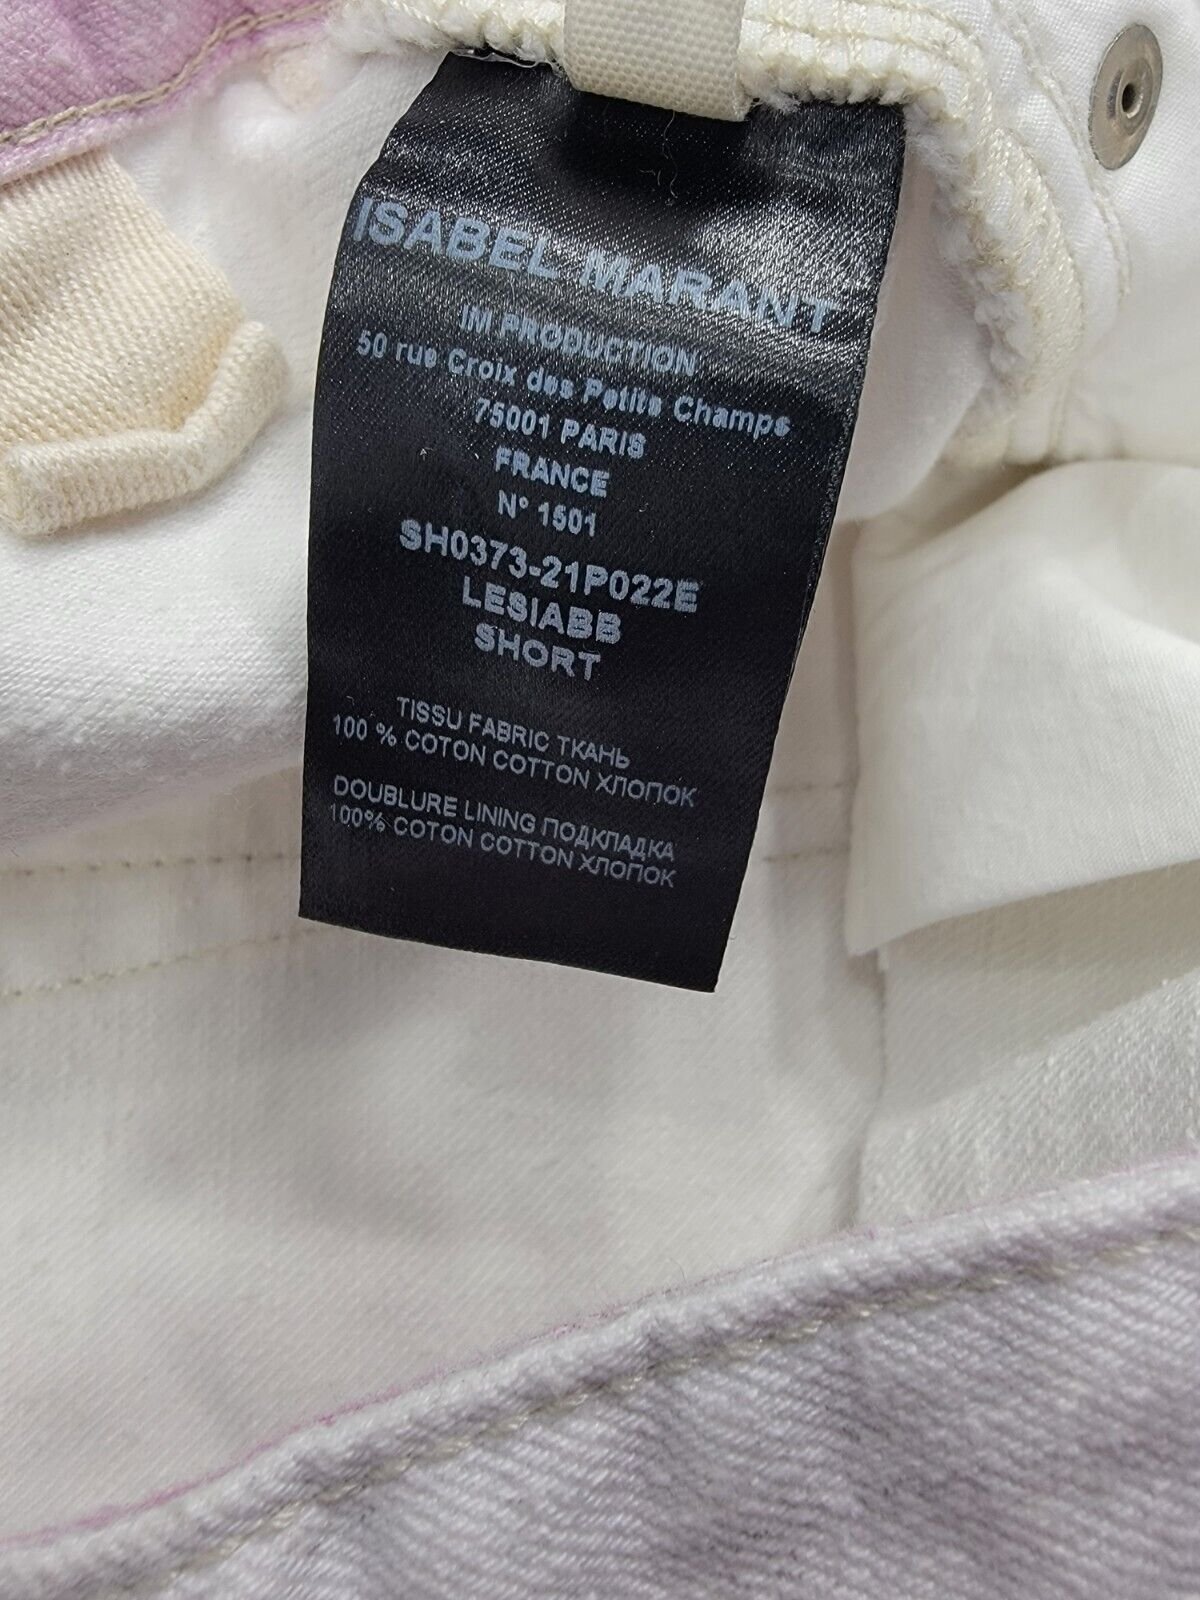 ISABEL MARANT
IM PRODUCTION
50 rue Croix des Petits Champs
75001 PARIS
FRANCE
N° 1501
SH0373-21P022E
LESIABB
SHORT
TISSU FABRIC ТКАНЬ
100 % COTON COTTON ХЛОПОК
DOUBLURE LINING ПОДКЛАДКА
100% COTON COTTON ХЛОПОК